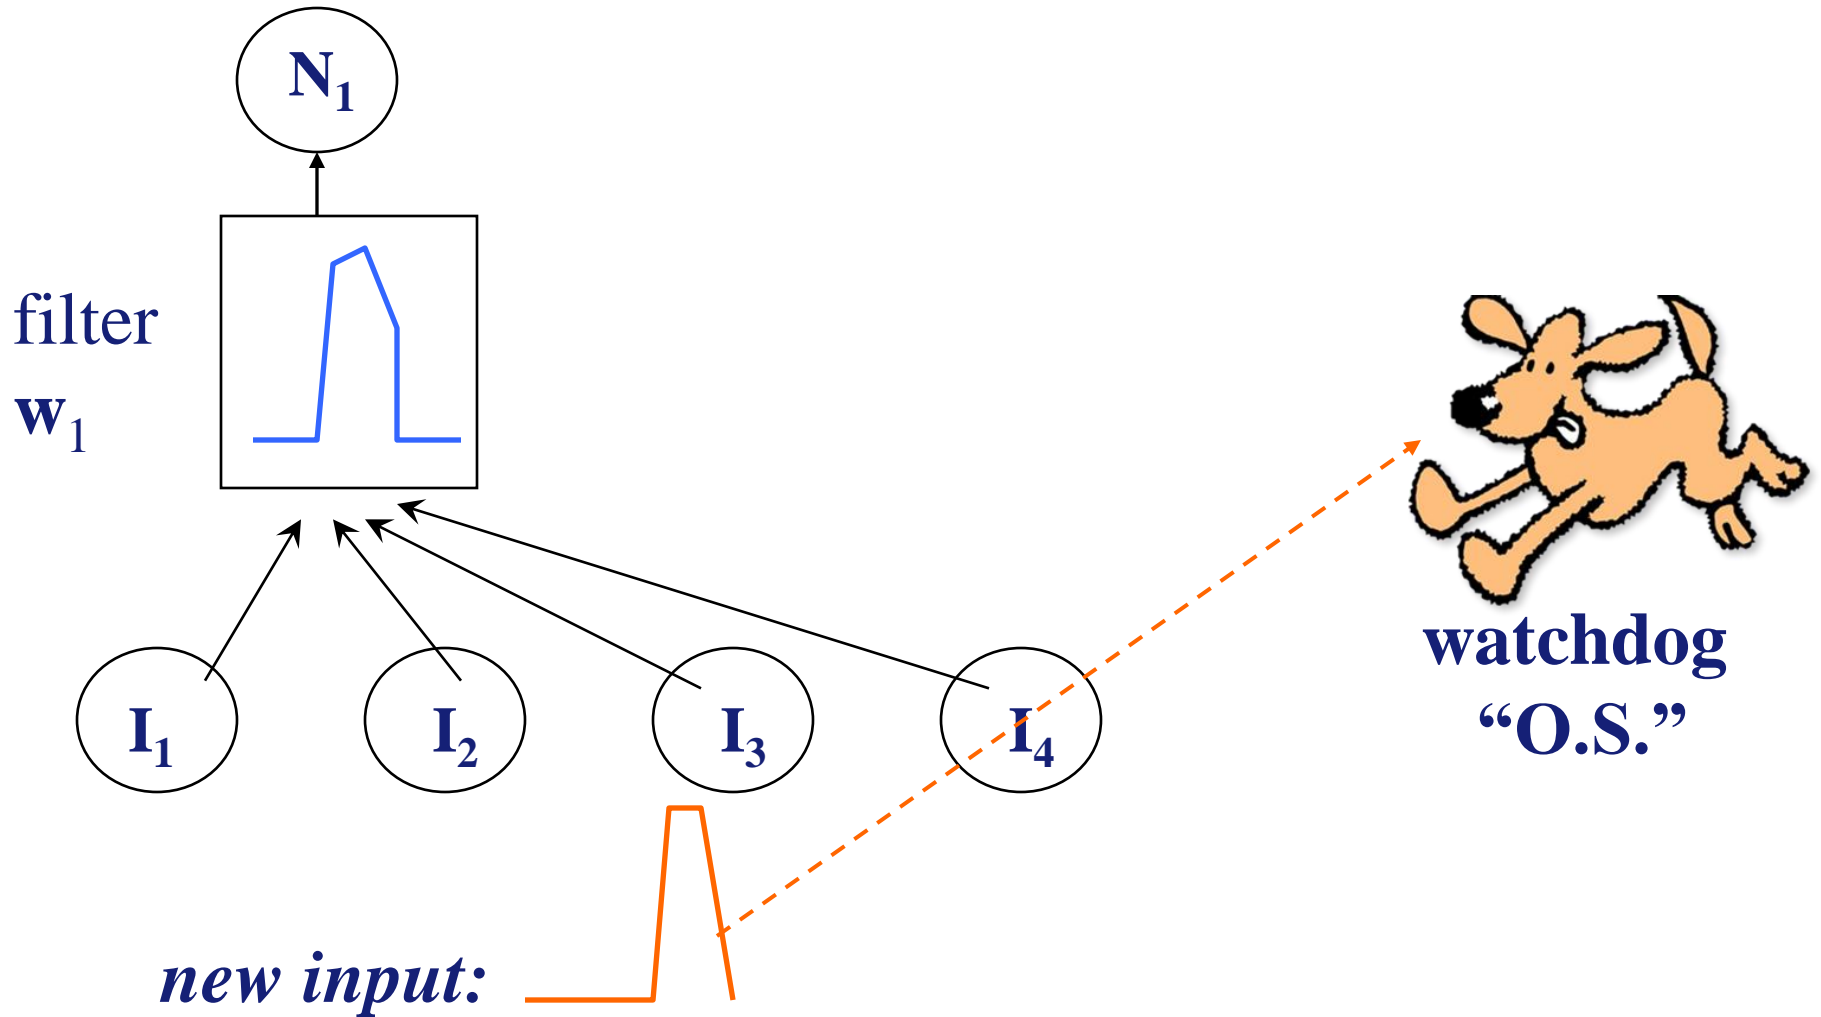 N₁
filter
w₁
I₁ I₂ I₃ I₄
watchdog
“O.S.”
new input: